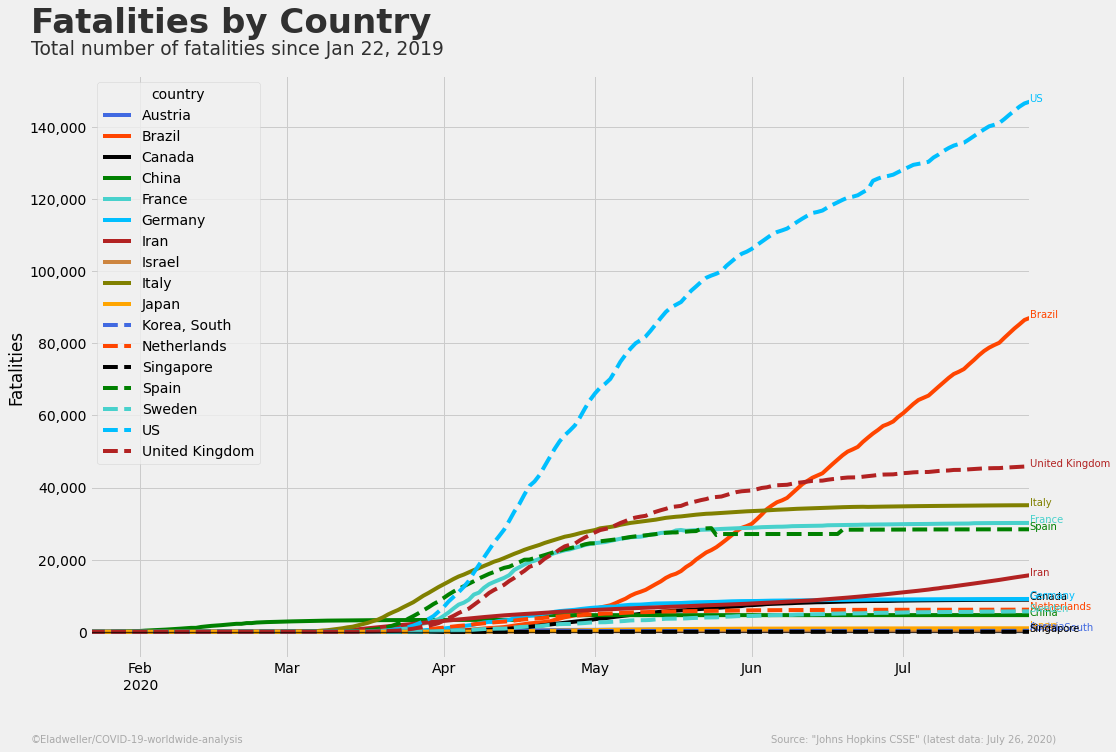 Fatalities by Country
Total number of fatalities since Jan 22, 2019
country
Austria
Brazil
Canada
China
France
Germany
Iran
Israel
Italy
Japan
Korea, South
Netherlands
Singapore
Spain
Sweden
US
United Kingdom
Fatalities
140,000
120,000
100,000
80,000
60,000
40,000
20,000
0
Feb
2020
Mar
Apr
May
Jun
Jul
US
Brazil
United Kingdom
Italy
France
Spain
Iran
Canada
Netherlands
China
Singapore
©Eladweller/COVID-19-worldwide-analysis
Source: "Johns Hopkins CSSE" (latest data: July 26, 2020)